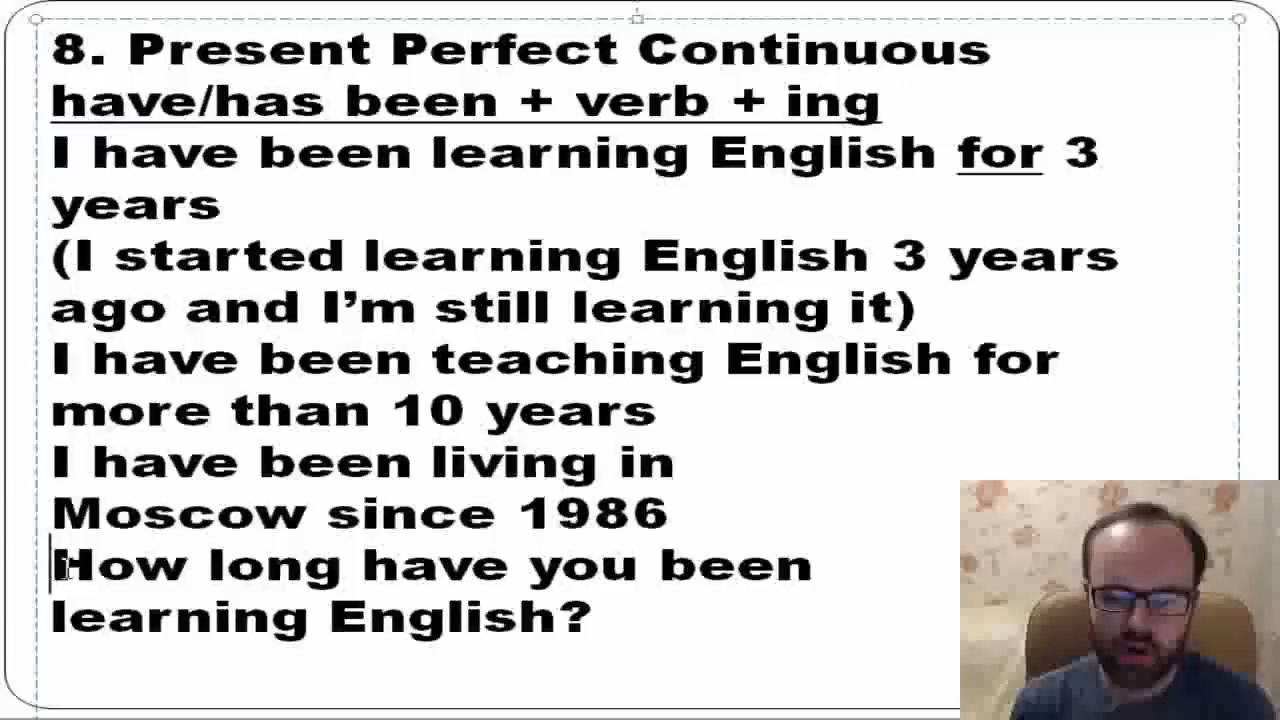 8. Present Perfect Continuous
have/has been + verb + ing
I have been learning English for 3
years
(I started learning English 3 years
ago and I’m still learning it)
I have been teaching English for
more than 10 years
I have been living in
Moscow since 1986
How long have you been
learning English?